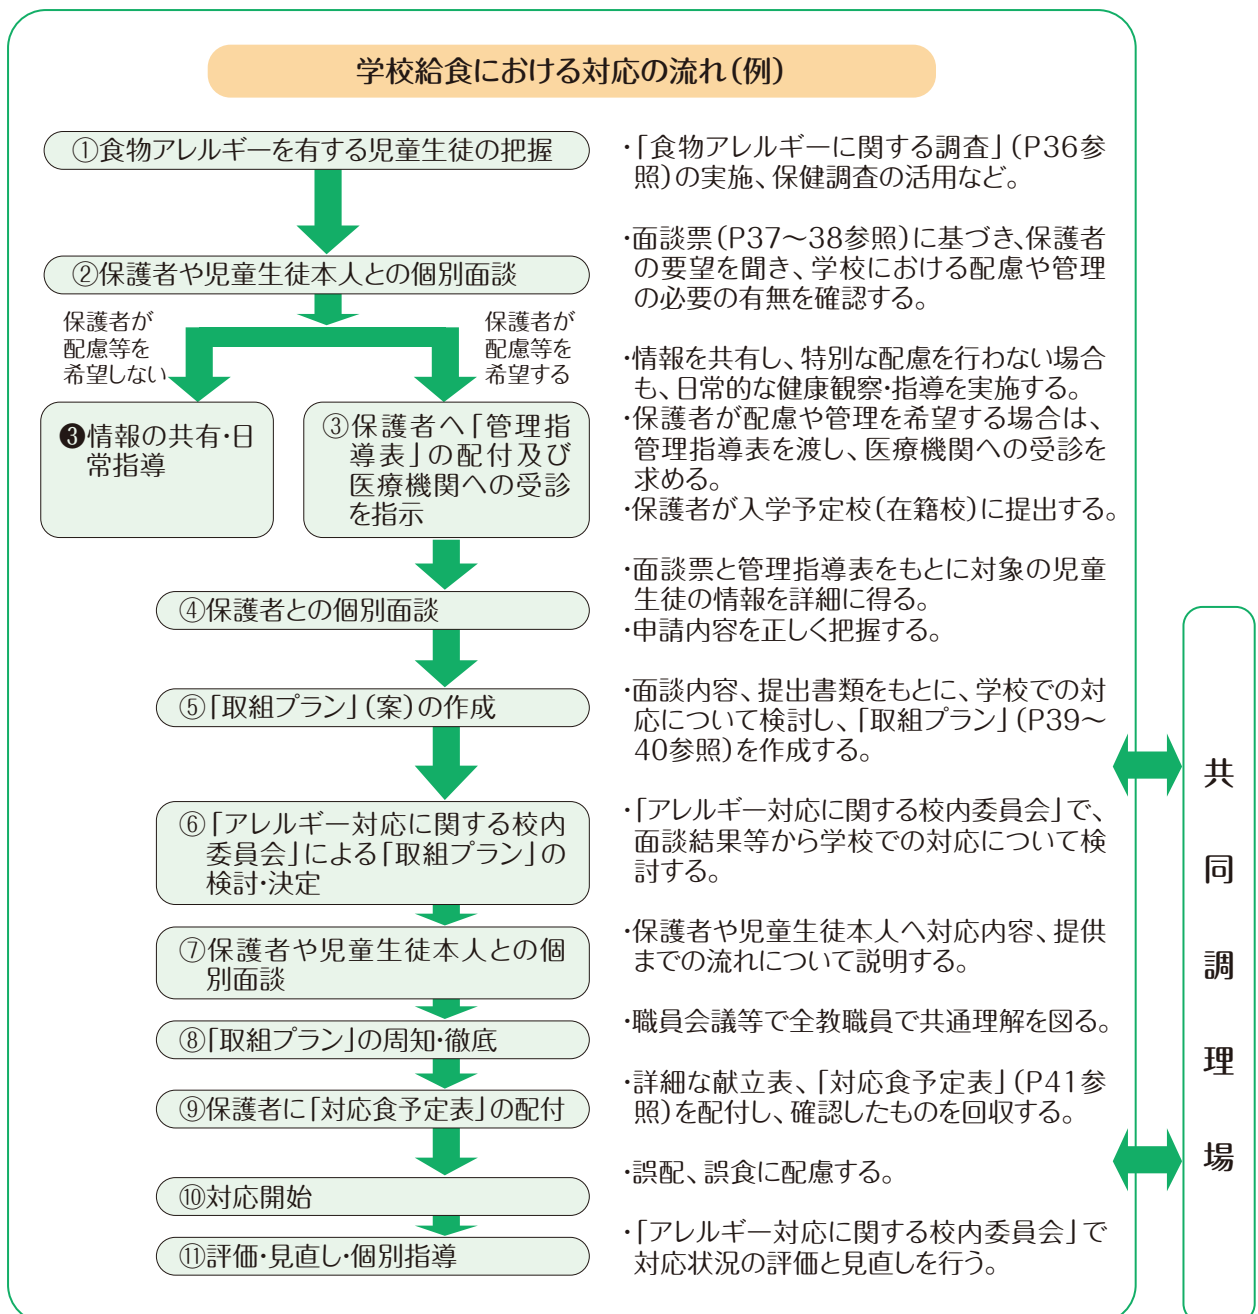 学校給食における対応の流れ(例)
①食物アレルギーを有する児童生徒の把握
・「食物アレルギーに関する調査」(P36参
照)の実施、保健調査の活用など。
②保護者や児童生徒本人との個別面談
・面談票(P37〜38参照)に基づき、保護者
の要望を聞き、学校における配慮や管理
の必要の有無を確認する。
保護者が
配慮等を
希望しない
保護者が
配慮等を
希望する
❸情報の共有・日
常指導
③保護者へ「管理指
導表」の配付及び
医療機関への受診
を指示
・情報を共有し、特別な配慮を行わない場合
も、日常的な健康観察・指導を実施する。
・保護者が配慮や管理を希望する場合は、
管理指導表を渡し、医療機関への受診を
求める。
・保護者が入学予定校(在籍校)に提出する。
④保護者との個別面談
・面談票と管理指導表をもとに対象の児童
生徒の情報を詳細に得る。
・申請内容を正しく把握する。
⑤「取組プラン」(案)の作成
・面談内容、提出書類をもとに、学校での対
応について検討し、「取組プラン」(P39〜
40参照)を作成する。
⑥「アレルギー対応に関する校内
委員会」による「取組プラン」の
検討・決定
・「アレルギー対応に関する校内委員会」で、
面談結果等から学校での対応について検
討する。
⑦保護者や児童生徒本人との個
別面談
・保護者や児童生徒本人へ対応内容、提供
までの流れについて説明する。
⑧「取組プラン」の周知・徹底
・職員会議等で全教職員で共通理解を図る。
⑨保護者に「対応食予定表」の配付
・詳細な献立表、「対応食予定表」(P41参
照)を配付し、確認したものを回収する。
⑩対応開始
・誤配、誤食に配慮する。
⑪評価・見直し・個別指導
・「アレルギー対応に関する校内委員会」で
対応状況の評価と見直しを行う。
共同調理場